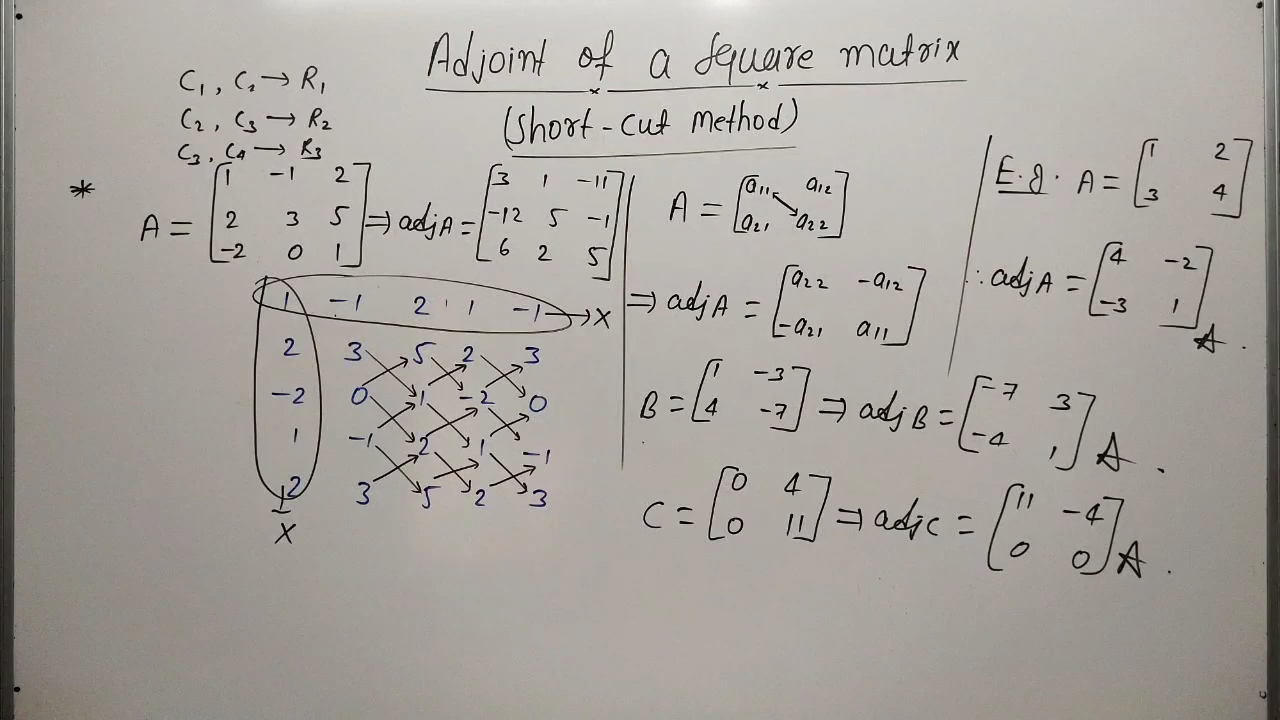 Adjoint of a square matrix
(Short-cut Method)
C₁, C₂ → R₁
C₂, C₃ → R₂
C₃, C₄ → R₃
*
A = [1 -1 2
2 3 5
-2 0 1] ⇒ adjA = [3 1 -11
-12 5 -1
6 2 5]
1 -1 2 1 -1 → X
2 3 5 2 3
-2 0 1 -2 0
1 -1 2 1 -1
2 3 5 2 3
X
A = [a₁₁ a₁₂
a₂₁ a₂₂]
⇒ adjA = [a₂₂ -a₁₂
-a₂₁ a₁₁]
E.g. A = [1 2
3 4]
∴ adjA = [4 -2
-3 1] A.
B = [1 -3
4 -7] ⇒ adjB = [-7 3
-4 1] A.
C = [0 4
0 11] ⇒ adjC = [11 -4
0 0] A.